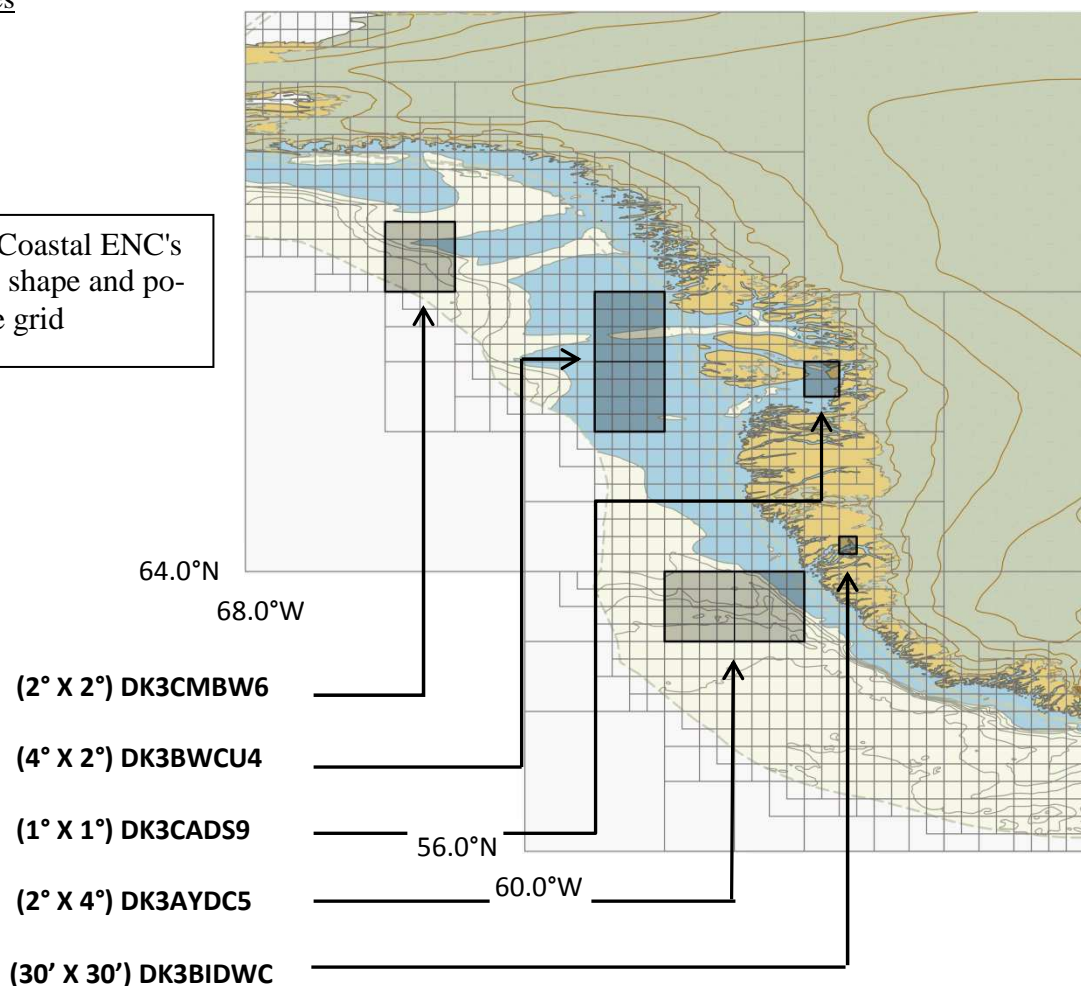 Coastal ENC's
shape and po-
e grid
64.0°N
68.0°W
(2° X 2°) DK3CMBW6
(4° X 2°) DK3BWCU4
(1° X 1°) DK3CADS9
56.0°N
60.0°W
(2° X 4°) DK3AYDC5
(30’ X 30’) DK3BIDWC